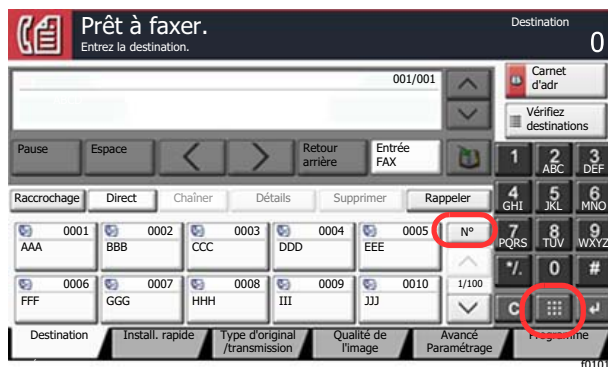 Prêt à faxer.
Entrez la destination.
Destination
0
001/001
Carnet
d'adr
Vérifiez
destinations
Pause
Espace
Retour
arrière
Entrée
FAX
1
2
ABC
3
DEF
Raccrochage
Direct
Chaîner
Détails
Supprimer
Rappeler
4
GHI
5
JKL
6
MNO
0001
AAA
0002
BBB
0003
CCC
0004
DDD
0005
EEE
N°
7
PQRS
8
TUV
9
WXYZ
0006
FFF
0007
GGG
0008
HHH
0009
III
0010
JJJ
1/100
*/.
0
#
C
Destination
Install. rapide
Type d'original
/transmission
Qualité de
l'image
Avancé
Paramétrage
Programme
f0101